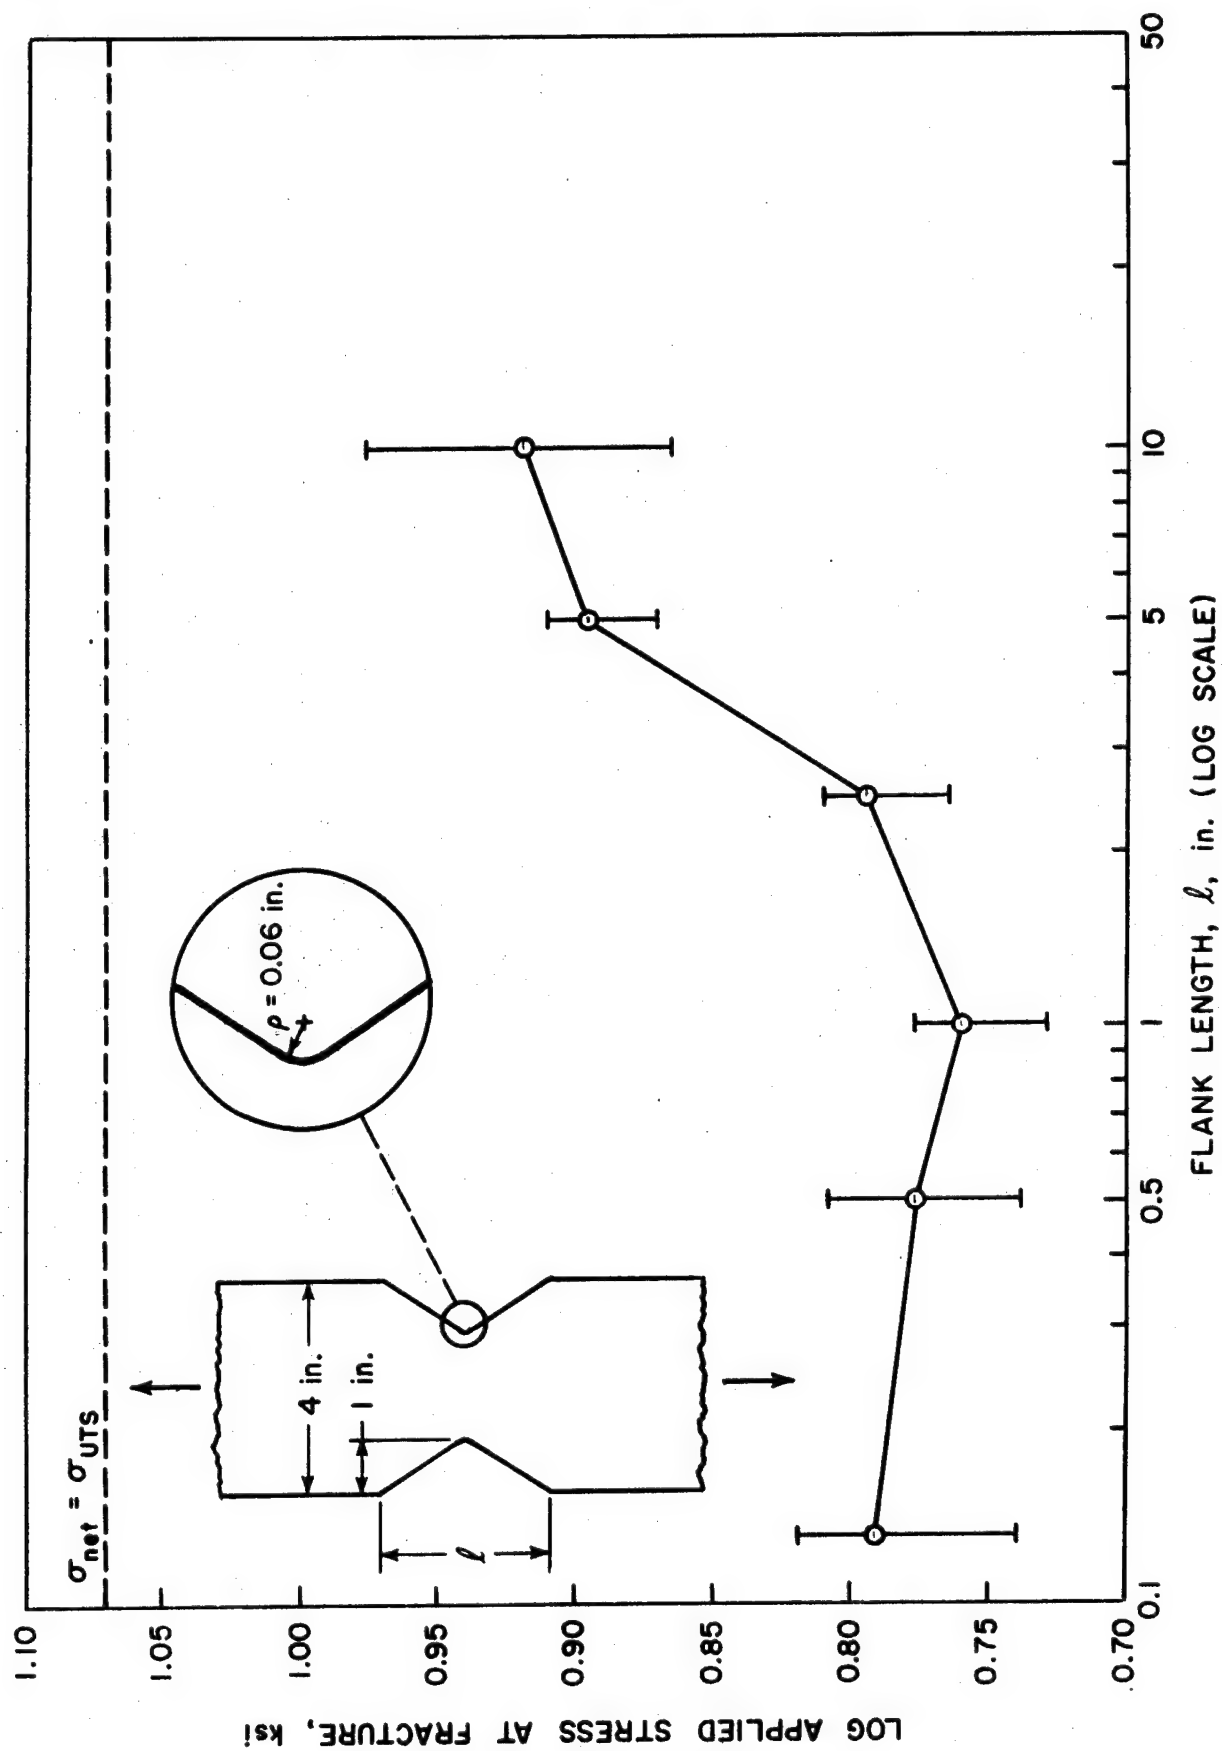 LOG APPLIED STRESS AT FRACTURE, ksi
1.10
1.05
1.00
0.95
0.90
0.85
0.80
0.75
0.70
σnet = σUTS
4 in.
1 in.
ℓ
ρ = 0.06 in.
0.1
0.5
1
5
10
50
FLANK LENGTH, ℓ, in. (LOG SCALE)